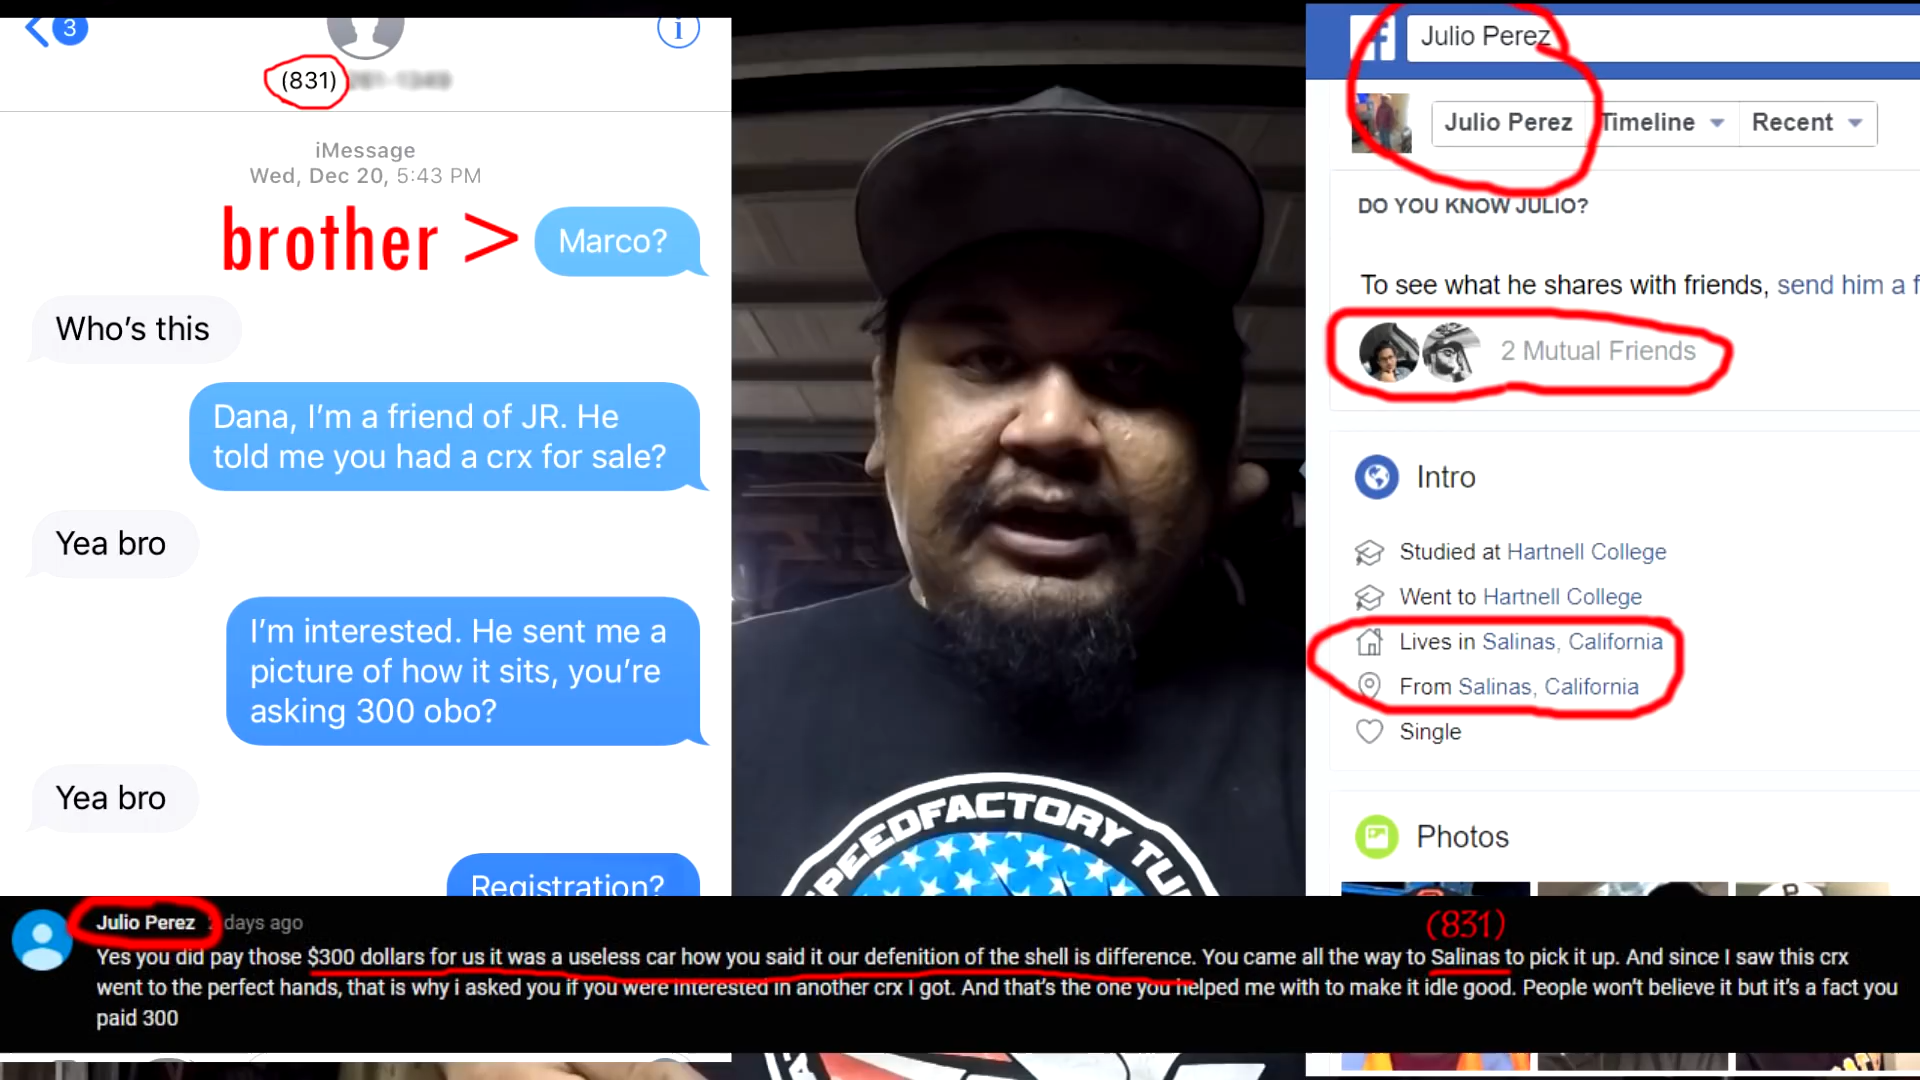 3
(831)
iMessage
Wed, Dec 20, 5:43 PM
brother > Marco?
Who's this
Dana, I'm a friend of JR. He
told me you had a crx for sale?
Yea bro
I'm interested. He sent me a
picture of how it sits, you're
asking 300 obo?
Yea bro
Registration?
SPEEDFACTORY TU
Julio Perez
Julio Perez Timeline Recent
DO YOU KNOW JULIO?
To see what he shares with friends, send him a f
2 Mutual Friends
Intro
Studied at Hartnell College
Went to Hartnell College
Lives in Salinas, California
From Salinas, California
Single
Photos
P
(831)
Julio Perez days ago
Yes you did pay those $300 dollars for us it was a useless car how you said it our defenition of the shell is difference. You came all the way to Salinas to pick it up. And since I saw this crx
went to the perfect hands, that is why i asked you if you were interested in another crx I got. And that's the one you helped me with to make it idle good. People won't believe it but it's a fact you
paid 300